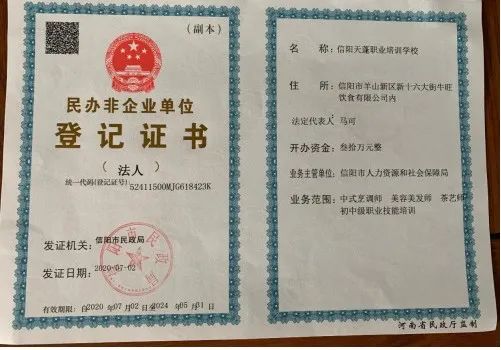 (副本)
民办非企业单位
登记证书
(法人)
统一代码(登记证号) 52411500MJG618423K
发证机关: 信阳市民政局
发证日期: 2020-07-02
有效期限: 自2020年07月02日至2024年05月31日
名称: 信阳天蓬职业培训学校
住所: 信阳市羊山新区新十六大街牛旺
饮食有限公司内
法定代表人 马可
开办资金: 叁拾万元整
业务主管单位: 信阳市人力资源和社会保障局
业务范围: 中式烹调师 美容美发师 茶艺师
初中级职业技能培训
河南省民政厅监制